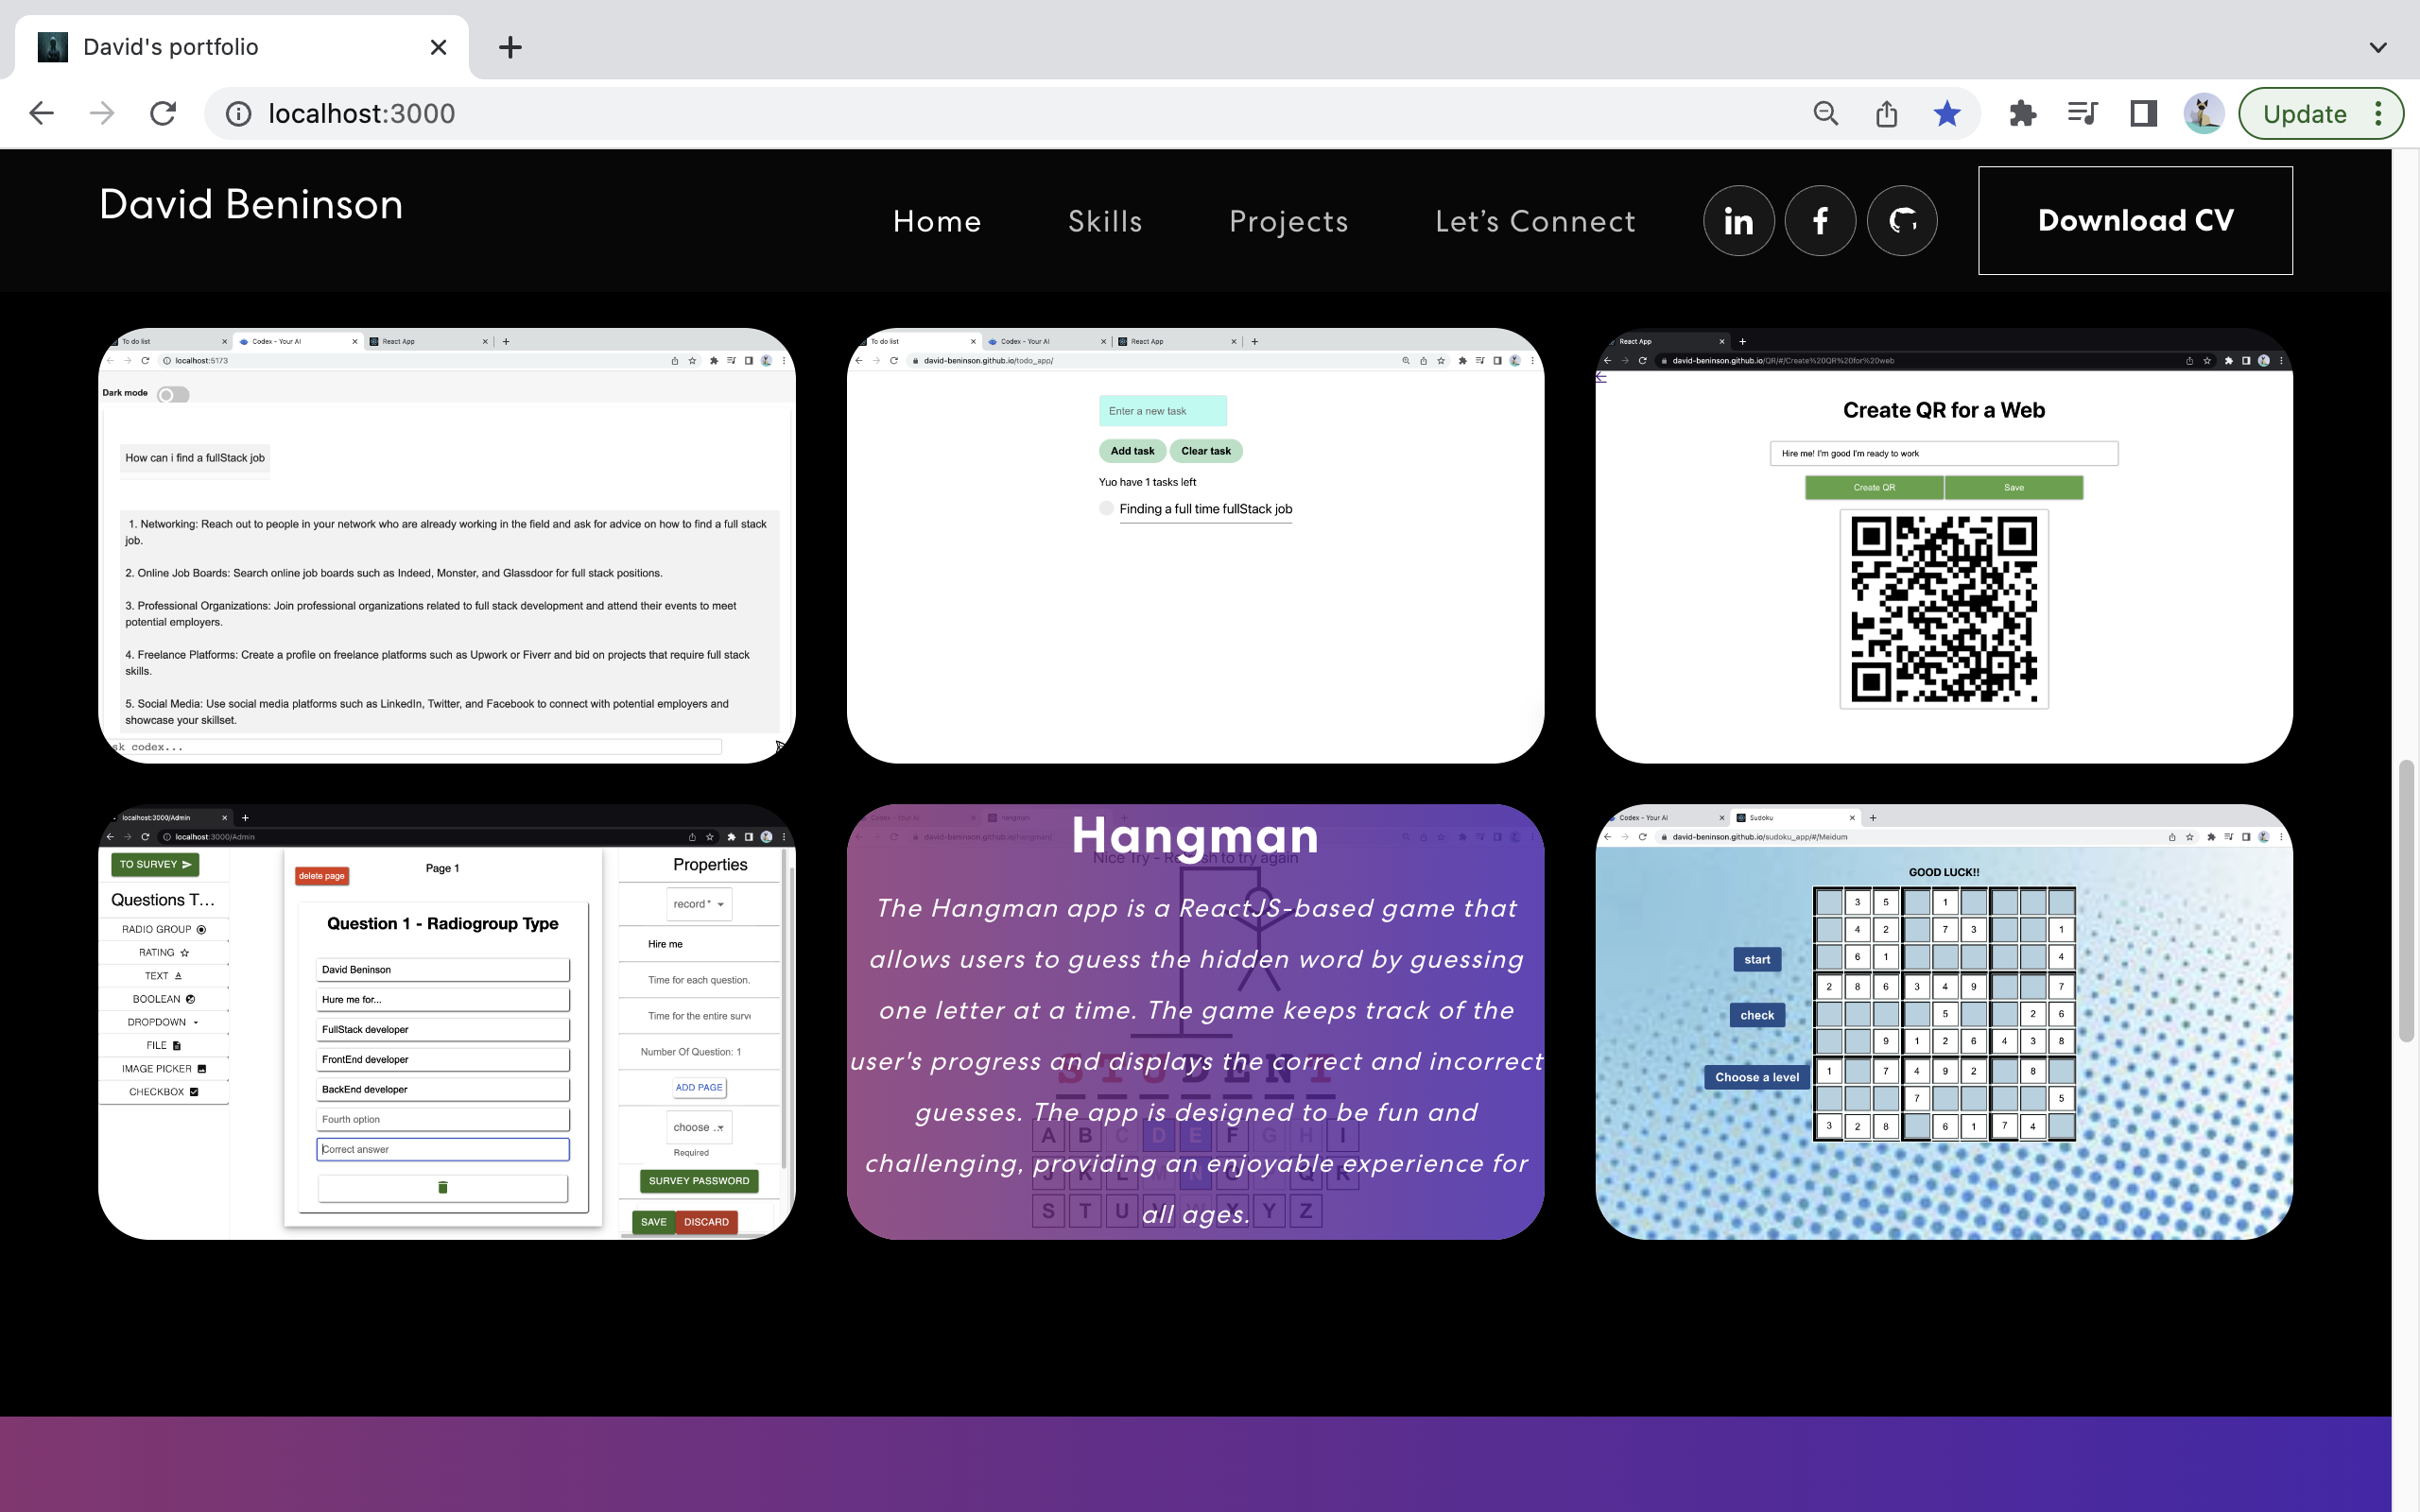 David's portfolio
localhost:3000
Update
David Beninson
Home
Skills
Projects
Let's Connect
in
f
Download CV
To do list
Codex - Your AI
React App
localhost:5173
Dark mode
How can i find a fullStack job
1. Networking: Reach out to people in your network who are already working in the field and ask for advice on how to find a full stack
job.
2. Online Job Boards: Search online job boards such as Indeed, Monster, and Glassdoor for full stack positions.
3. Professional Organizations: Join professional organizations related to full stack development and attend their events to meet
potential employers.
4. Freelance Platforms: Create a profile on freelance platforms such as Upwork or Fiverr and bid on projects that require full stack
skills.
5. Social Media: Use social media platforms such as LinkedIn, Twitter, and Facebook to connect with potential employers and
showcase your skillset.
sk codex...
To do list
Codex - Your AI
React App
david-beninson.github.io/todo_app/
Enter a new task
Add task
Clear task
Yuo have 1 tasks left
Finding a full time fullStack job
React App
david-beninson.github.io/QR/#/Create%20QR%20for%20web
Create QR for a Web
Hire me! I'm good I'm ready to work
Create QR
Save
localhost:3000/Admin
localhost:3000/Admin
TO SURVEY
Questions T...
RADIO GROUP
RATING
TEXT
BOOLEAN
DROPDOWN
FILE
IMAGE PICKER
CHECKBOX
delete page
Page 1
Question 1 - Radiogroup Type
David Beninson
Hure me for...
FullStack developer
FrontEnd developer
BackEnd developer
Fourth option
Correct answer
Properties
record*
Hire me
Time for each question.
Time for the entire surv
Number Of Question: 1
ADD PAGE
choose ..
Required
SURVEY PASSWORD
SAVE
DISCARD
Codex - Your AI
hangman
david-beninson.github.io/hangman/
Hangman
Nice Try - Refresh to try again
The Hangman app is a ReactJS-based game that
allows users to guess the hidden word by guessing
one letter at a time. The game keeps track of the
user's progress and displays the correct and incorrect
guesses. The app is designed to be fun and
challenging, providing an enjoyable experience for
all ages.
STUDENT
A B C D E F G H I
J K L M N O Q R
S T U X Y Z
Codex - Your AI
Sudoku
david-beninson.github.io/sudoku_app/#/Meidum
GOOD LUCK!!
start
check
Choose a level
3 5 1
4 2 7 3 1
6 1 4
2 8 6 3 4 9 7
5 2 6
9 1 2 6 4 3 8
1 7 4 9 2 8
7 5
3 2 8 6 1 7 4